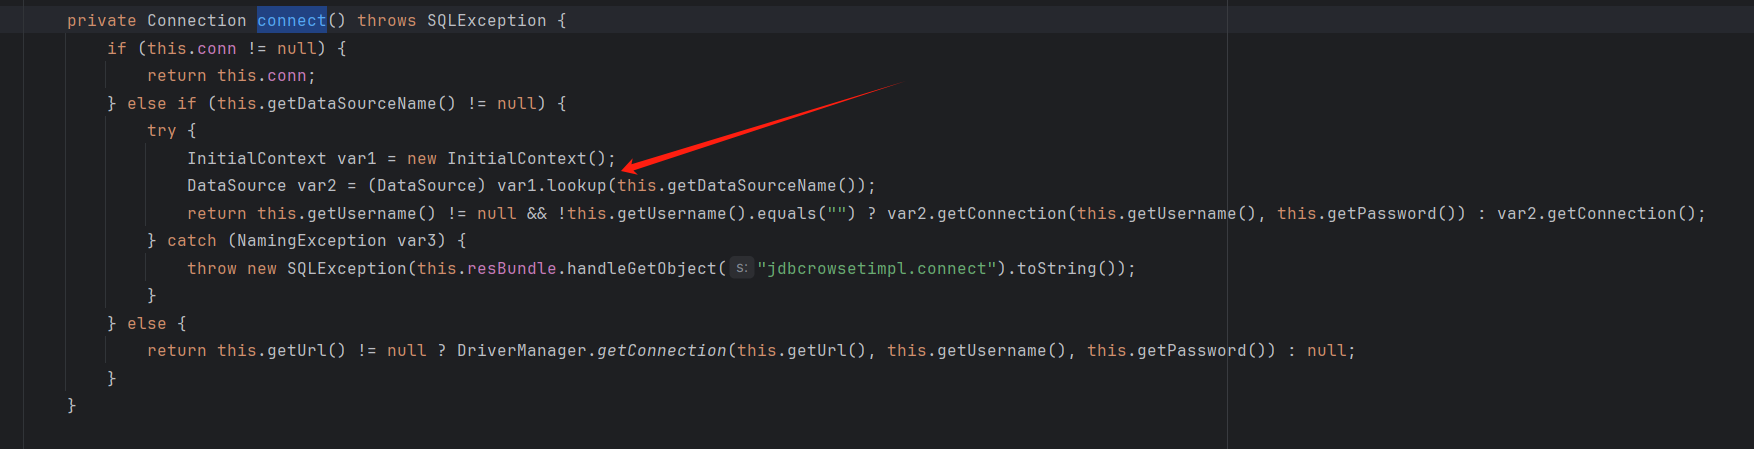 private Connection connect() throws SQLException {
if (this.conn != null) {
return this.conn;
} else if (this.getDataSourceName() != null) {
try {
InitialContext var1 = new InitialContext();
DataSource var2 = (DataSource) var1.lookup(this.getDataSourceName());
return this.getUsername() != null && !this.getUsername().equals("") ? var2.getConnection(this.getUsername(), this.getPassword()) : var2.getConnection();
} catch (NamingException var3) {
throw new SQLException(this.resBundle.handleGetObject( s: "jdbcrowsetimpl.connect").toString());
}
} else {
return this.getUrl() != null ? DriverManager.getConnection(this.getUrl(), this.getUsername(), this.getPassword()) : null;
}
}